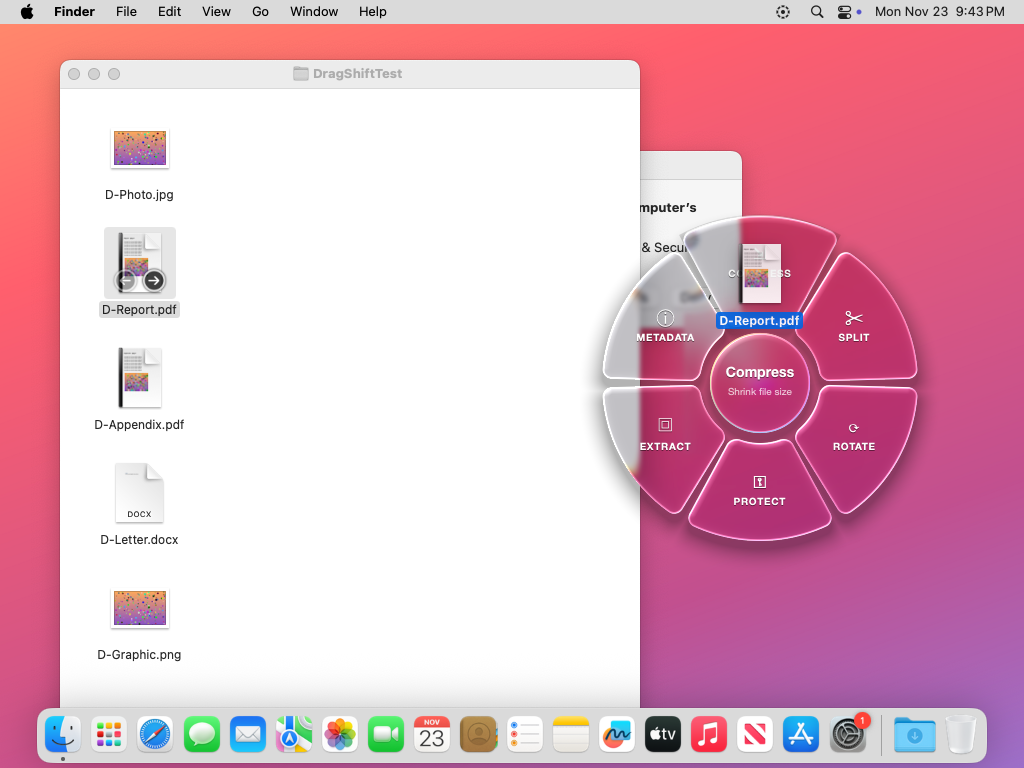 Finder File Edit View Go Window Help Mon Nov 23 9:43 PM
DragShiftTest
D-Photo.jpg
D-Report.pdf
D-Appendix.pdf
DOCX
D-Letter.docx
D-Graphic.png
mputer's
& Secu
D-Report.pdf
METADATA
SPLIT
Compress
Shrink file size
EXTRACT
ROTATE
PROTECT
NOV
23
tv
1